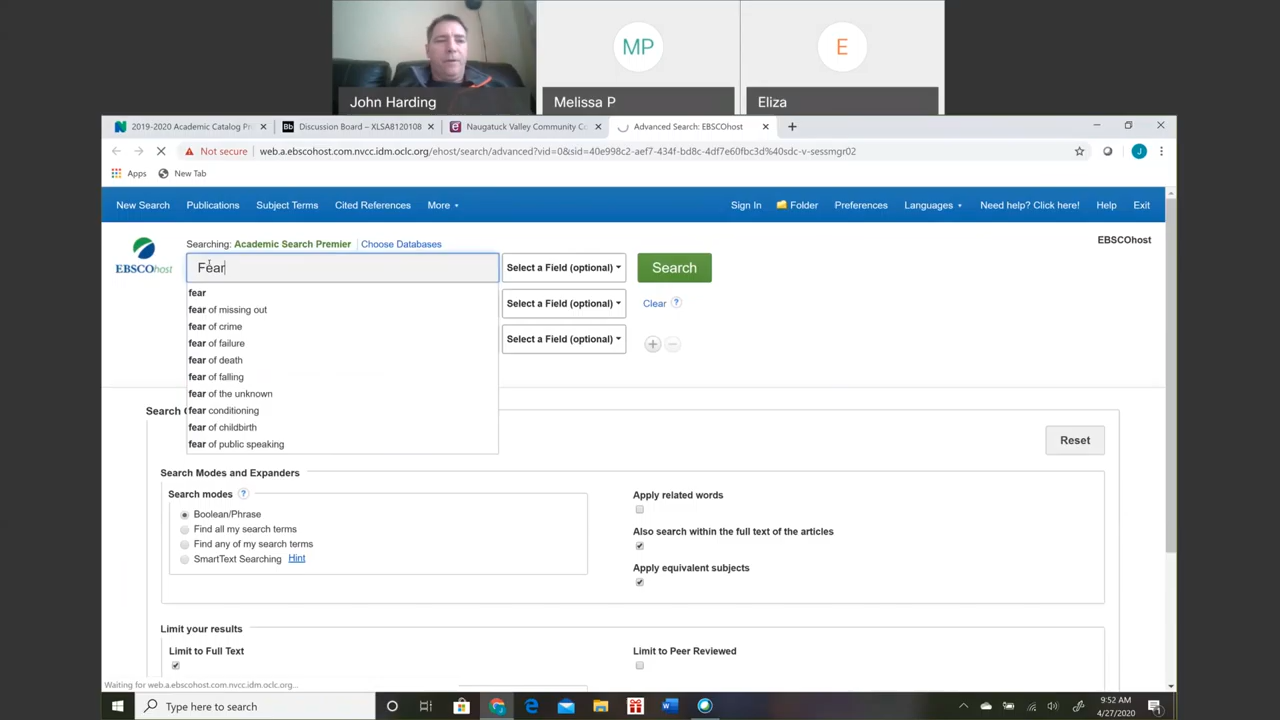 MP
E
John Harding
Melissa P
Eliza
2019-2020 Academic Catalog Pr
Bb Discussion Board – XLSA8120108
Naugatuck Valley Community Co
Advanced Search: EBSCOhost
Not secure
web.a.ebscohost.com.nvcc.idm.oclc.org/ehost/search/advanced?vid=0&sid=40e998c2-aef7-434f-bd8c-4df7e60fbc3d%40sdc-v-sessmgr02
J
Apps New Tab
New Search Publications Subject Terms Cited References More Sign In Folder Preferences Languages Need help? Click here! Help Exit
Searching: Academic Search Premier Choose Databases
EBSCOhost
EBSCOhost
Fear
Select a Field (optional)
Search
fear
fear of missing out
Select a Field (optional)
Clear ?
fear of crime
fear of failure
Select a Field (optional)
fear of death
fear of falling
fear of the unknown
fear conditioning
fear of childbirth
fear of public speaking
Search
Reset
Search Modes and Expanders
Search modes ?
Boolean/Phrase
Find all my search terms
Find any of my search terms
SmartText Searching Hint
Apply related words
Also search within the full text of the articles
Apply equivalent subjects
Limit your results
Limit to Full Text
Limit to Peer Reviewed
Waiting for web.a.ebscohost.com.nvcc.idm.oclc.org...
Type here to search
9:52 AM
4/27/2020